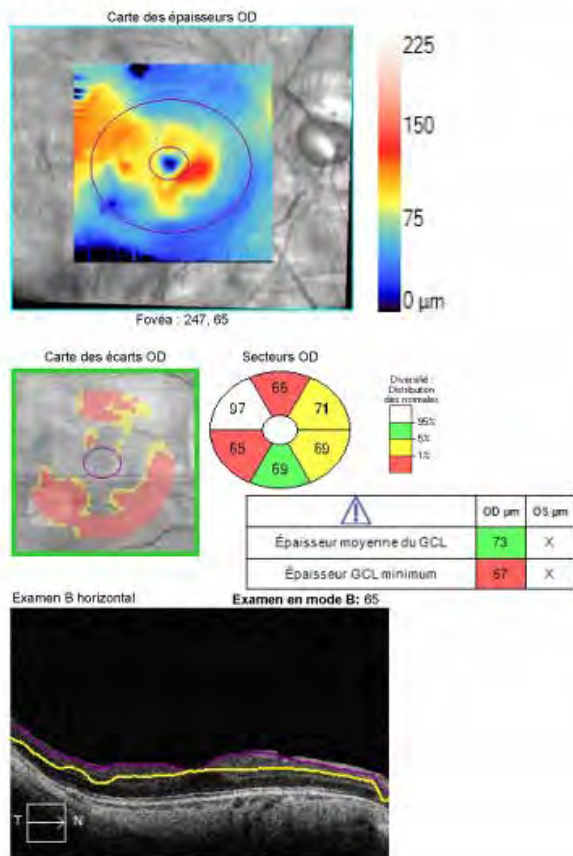 Carte des épaisseurs OD
225
150
75
0 µm
Fovéa : 247, 65
Carte des écarts OD
Secteurs OD
66
97
71
65
69
69
Diversifié :
Distribution
des normales
95%
5%
1%
OD µm
OS µm
Épaisseur moyenne du GCL
73
X
Épaisseur GCL minimum
57
X
Examen B horizontal
Examen en mode B: 65
T
N